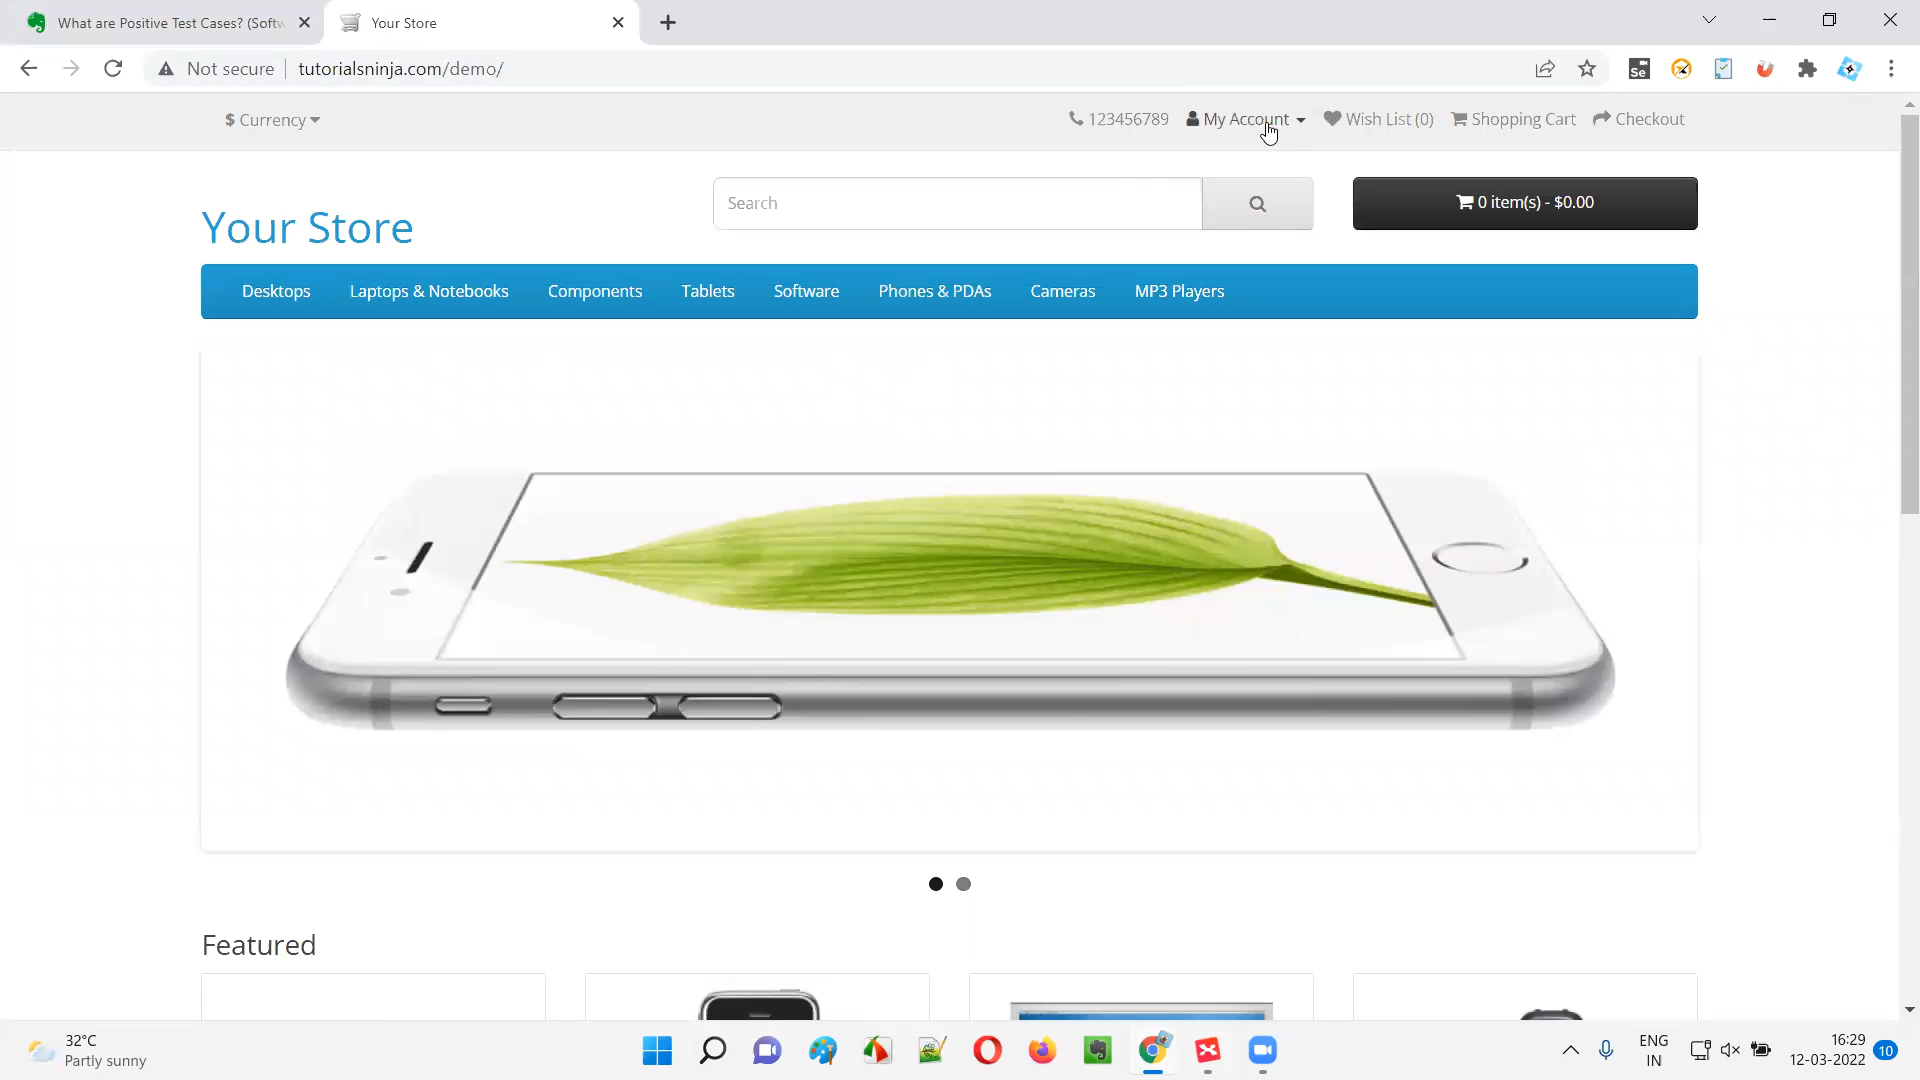 What are Positive Test Cases? (Softw
Your Store
Not secure
tutorialsninja.com/demo/
Se
$ Currency
123456789
My Account
Wish List (0)
Shopping Cart
Checkout
Your Store
Search
0 item(s) - $0.00
Desktops
Laptops & Notebooks
Components
Tablets
Software
Phones & PDAs
Cameras
MP3 Players
Featured
32°C
Partly sunny
ENG
IN
16:29
12-03-2022
10